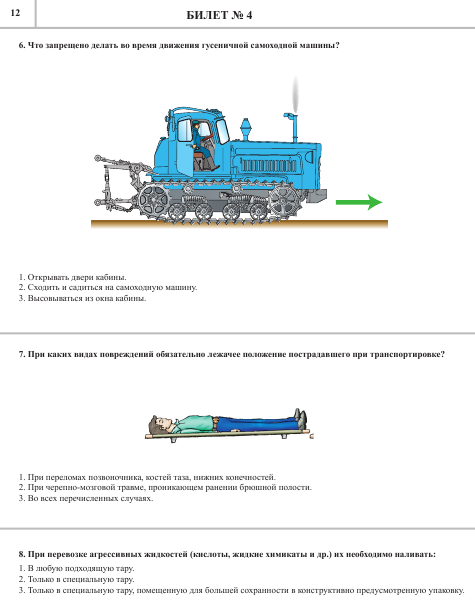 12
БИЛЕТ № 4
6. Что запрещено делать во время движения гусеничной самоходной машины?
1. Открывать двери кабины.
2. Сходить и садиться на самоходную машину.
3. Высовываться из окна кабины.
7. При каких видах повреждений обязательно лежачее положение пострадавшего при транспортировке?
1. При переломах позвоночника, костей таза, нижних конечностей.
2. При черепно-мозговой травме, проникающем ранении брюшной полости.
3. Во всех перечисленных случаях.
8. При перевозке агрессивных жидкостей (кислоты, жидкие химикаты и др.) их необходимо наливать:
1. В любую подходящую тару.
2. Только в специальную тару.
3. Только в специальную тару, помещенную для большей сохранности в конструктивно предусмотренную упаковку.